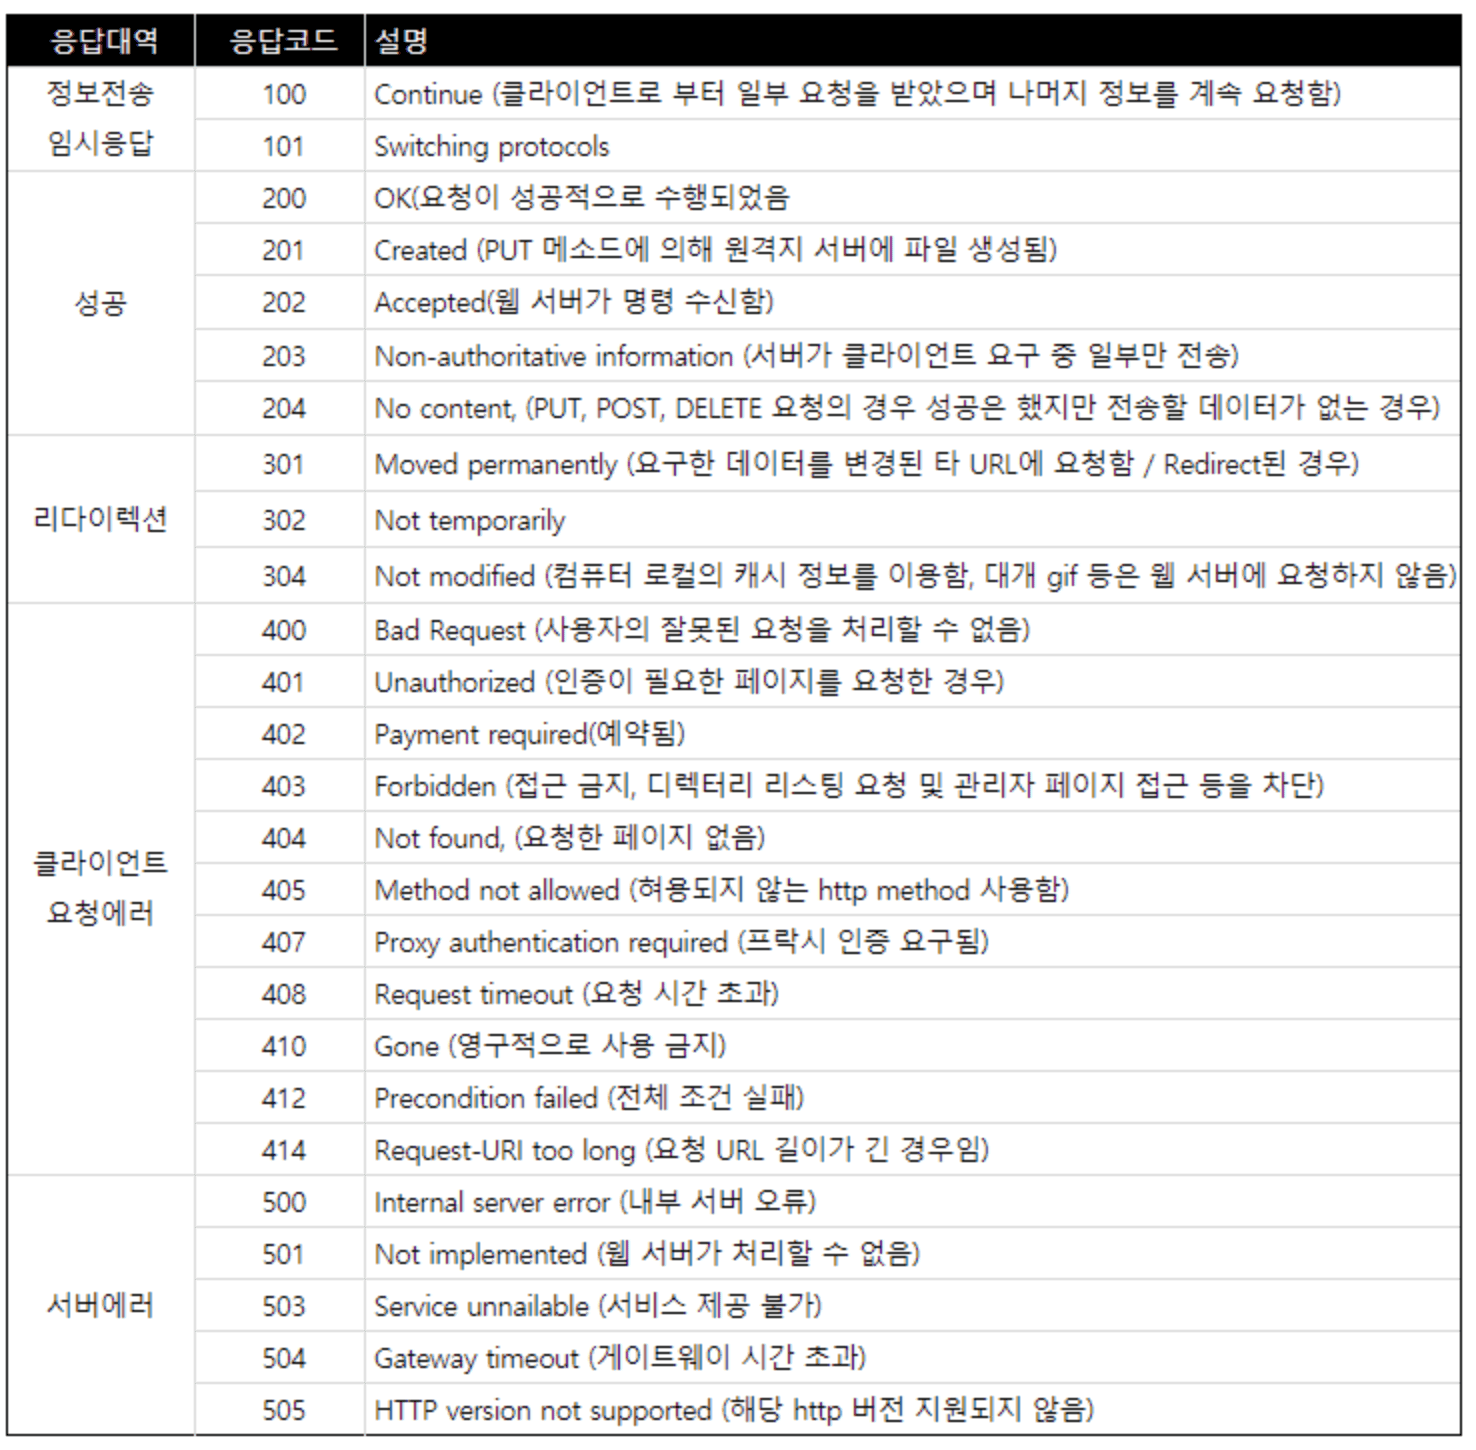 응답대역 응답코드 설명
정보전송
임시응답
100 Continue (클라이언트로 부터 일부 요청을 받았으며 나머지 정보를 계속 요청함)
101 Switching protocols
성공
200 OK(요청이 성공적으로 수행되었음
201 Created (PUT 메소드에 의해 원격지 서버에 파일 생성됨)
202 Accepted(웹 서버가 명령 수신함)
203 Non-authoritative information (서버가 클라이언트 요구 중 일부만 전송)
204 No content, (PUT, POST, DELETE 요청의 경우 성공은 했지만 전송할 데이터가 없는 경우)
리다이렉션
301 Moved permanently (요구한 데이터를 변경된 타 URL에 요청함 / Redirect된 경우)
302 Not temporarily
304 Not modified (컴퓨터 로컬의 캐시 정보를 이용함, 대개 gif 등은 웹 서버에 요청하지 않음)
클라이언트
요청에러
400 Bad Request (사용자의 잘못된 요청을 처리할 수 없음)
401 Unauthorized (인증이 필요한 페이지를 요청한 경우)
402 Payment required(예약됨)
403 Forbidden (접근 금지, 디렉터리 리스팅 요청 및 관리자 페이지 접근 등을 차단)
404 Not found, (요청한 페이지 없음)
405 Method not allowed (혀용되지 않는 http method 사용함)
407 Proxy authentication required (프락시 인증 요구됨)
408 Request timeout (요청 시간 초과)
410 Gone (영구적으로 사용 금지)
412 Precondition failed (전체 조건 실패)
414 Request-URI too long (요청 URL 길이가 긴 경우임)
서버에러
500 Internal server error (내부 서버 오류)
501 Not implemented (웹 서버가 처리할 수 없음)
503 Service unnailable (서비스 제공 불가)
504 Gateway timeout (게이트웨이 시간 초과)
505 HTTP version not supported (해당 http 버전 지원되지 않음)